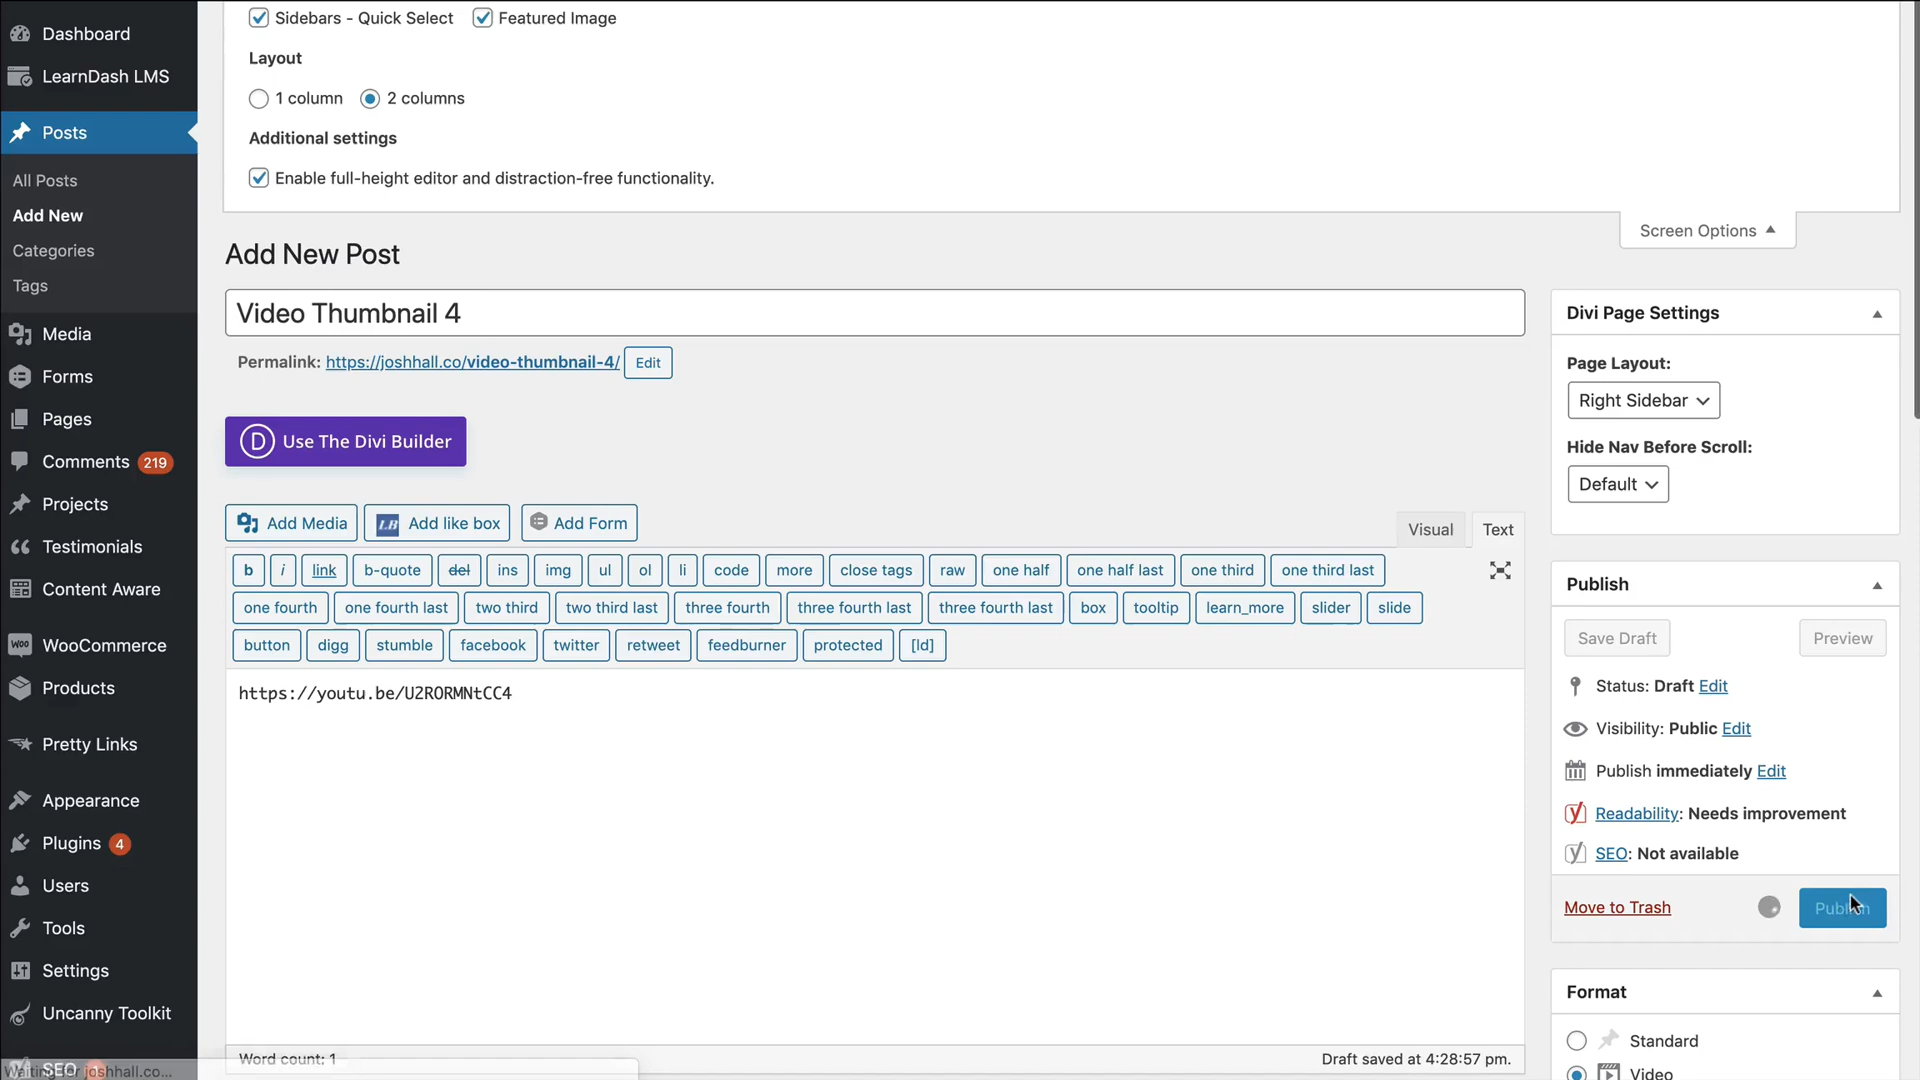 Dashboard
LearnDash LMS
Posts
All Posts
Add New
Categories
Tags
Media
Forms
Pages
Comments 219
Projects
Testimonials
Content Aware
WooCommerce
Products
Pretty Links
Appearance
Plugins 4
Users
Tools
Settings
Uncanny Toolkit
SEO
Sidebars - Quick Select Featured Image
Layout
1 column 2 columns
Additional settings
Enable full-height editor and distraction-free functionality.
Screen Options
Add New Post
Video Thumbnail 4
Permalink: https://joshhall.co/video-thumbnail-4/ Edit
D Use The Divi Builder
Add Media LB Add like box Add Form
Visual Text
b i link b-quote del ins img ul ol li code more close tags raw one half one half last one third one third last
one fourth one fourth last two third two third last three fourth three fourth last three fourth last box tooltip learn_more slider slide
button digg stumble facebook twitter retweet feedburner protected [ld]
https://youtu.be/U2RORMNtCC4
Word count: 1
Draft saved at 4:28:57 pm.
Divi Page Settings
Page Layout:
Right Sidebar
Hide Nav Before Scroll:
Default
Publish
Save Draft Preview
Status: Draft Edit
Visibility: Public Edit
Publish immediately Edit
Readability: Needs improvement
SEO: Not available
Move to Trash Publish
Format
Standard
Video